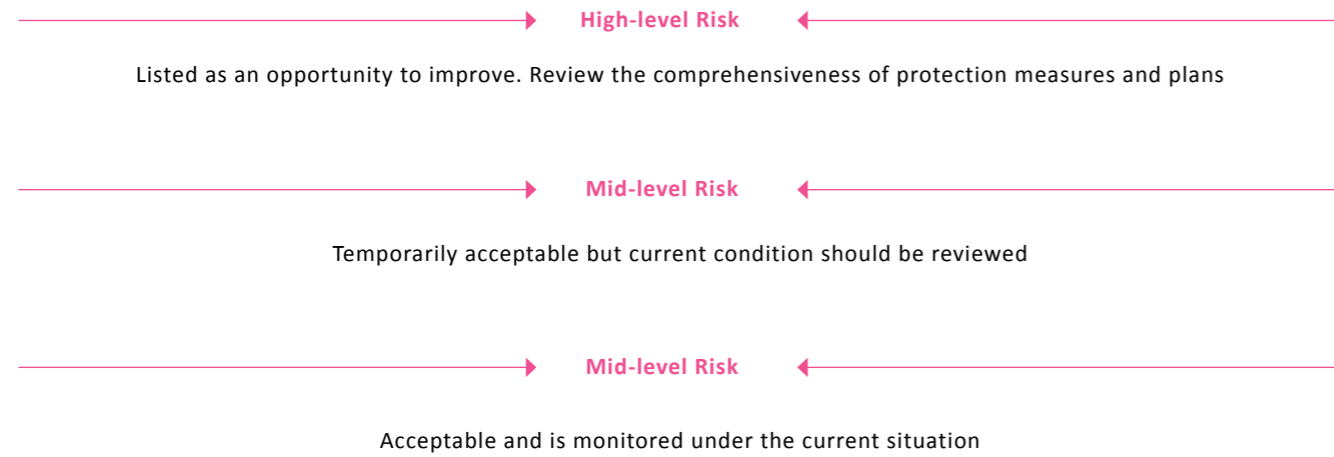 High-level Risk
Listed as an opportunity to improve. Review the comprehensiveness of protection measures and plans
Mid-level Risk
Temporarily acceptable but current condition should be reviewed
Mid-level Risk
Acceptable and is monitored under the current situation